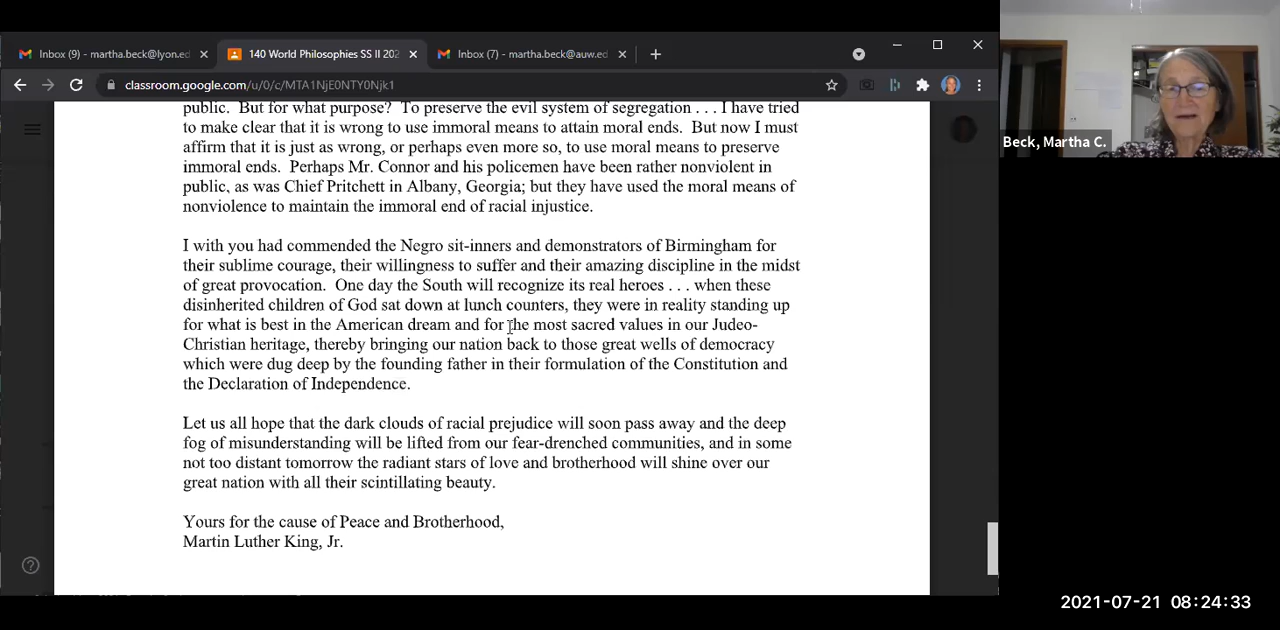 Inbox (9) - martha.beck@lyon.ed
140 World Philosophies SS II 202
Inbox (7) - martha.beck@auw.ed
classroom.google.com/u/0/c/MTA1NjE0NTY0Njk1
public. But for what purpose? To preserve the evil system of segregation . . . I have tried
to make clear that it is wrong to use immoral means to attain moral ends. But now I must
affirm that it is just as wrong, or perhaps even more so, to use moral means to preserve
immoral ends. Perhaps Mr. Connor and his policemen have been rather nonviolent in
public, as was Chief Pritchett in Albany, Georgia; but they have used the moral means of
nonviolence to maintain the immoral end of racial injustice.
I with you had commended the Negro sit-inners and demonstrators of Birmingham for
their sublime courage, their willingness to suffer and their amazing discipline in the midst
of great provocation. One day the South will recognize its real heroes . . . when these
disinherited children of God sat down at lunch counters, they were in reality standing up
for what is best in the American dream and for the most sacred values in our Judeo-
Christian heritage, thereby bringing our nation back to those great wells of democracy
which were dug deep by the founding father in their formulation of the Constitution and
the Declaration of Independence.
Let us all hope that the dark clouds of racial prejudice will soon pass away and the deep
fog of misunderstanding will be lifted from our fear-drenched communities, and in some
not too distant tomorrow the radiant stars of love and brotherhood will shine over our
great nation with all their scintillating beauty.
Yours for the cause of Peace and Brotherhood,
Martin Luther King, Jr.
Beck, Martha C.
2021-07-21 08:24:33